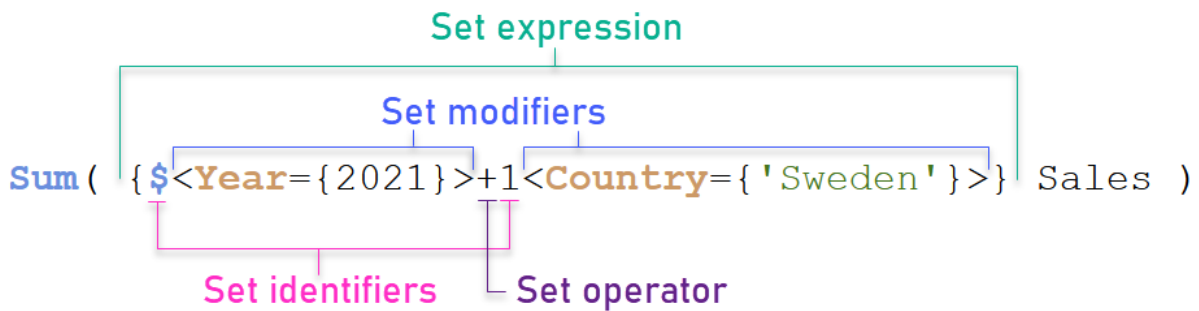 Set expression
Set modifiers
Sum( {$<Year={2021}>+1<Country={'Sweden'}>} Sales )
Set identifiers
Set operator